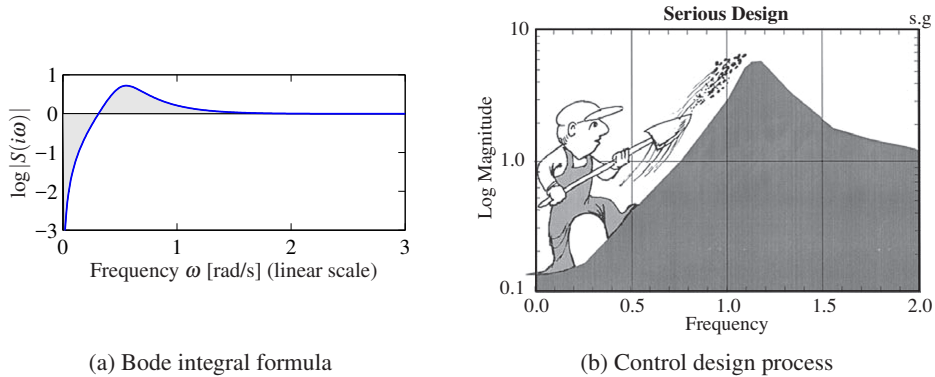 1
0
−1
−2
−3
log |S(iω)|
0
1
2
3
Frequency ω [rad/s] (linear scale)
(a) Bode integral formula
Serious Design
s.g
10
1.0
0.1
Log Magnitude
0.0
0.5
1.0
1.5
2.0
Frequency
(b) Control design process